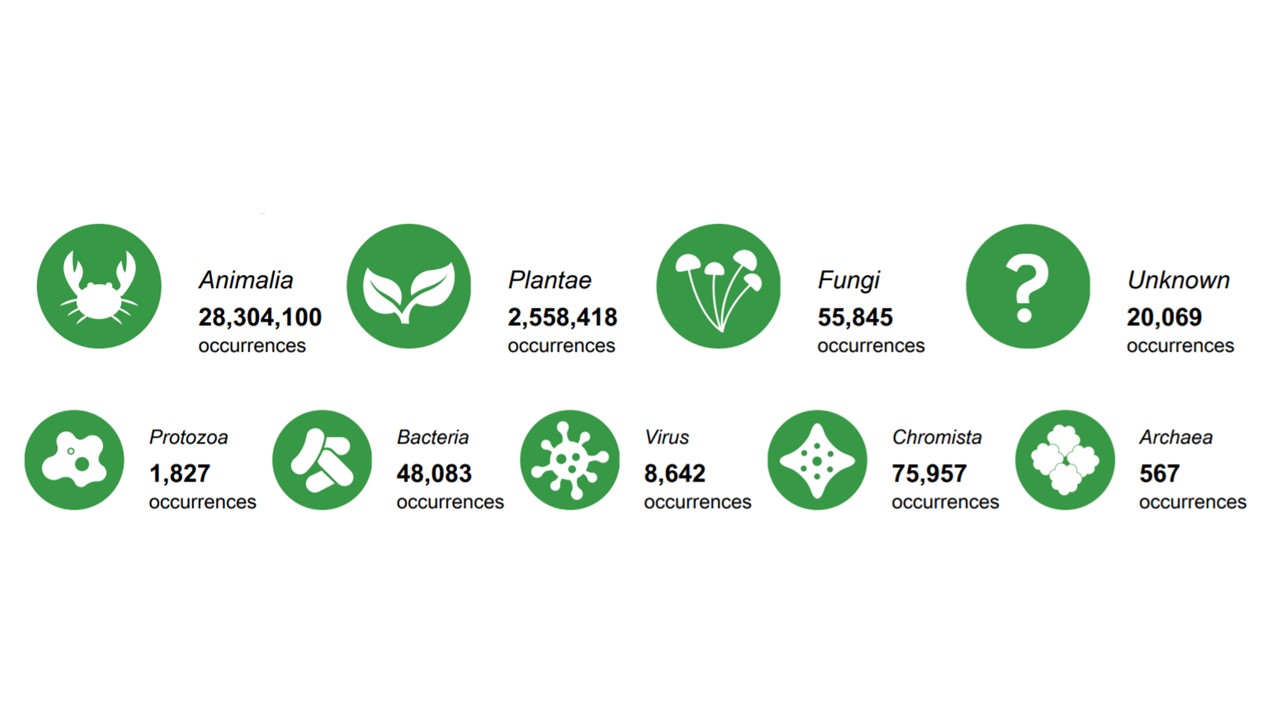 Animalia
28,304,100
occurrences
Plantae
2,558,418
occurrences
Fungi
55,845
occurrences
?
Unknown
20,069
occurrences
Protozoa
1,827
occurrences
Bacteria
48,083
occurrences
Virus
8,642
occurrences
Chromista
75,957
occurrences
Archaea
567
occurrences